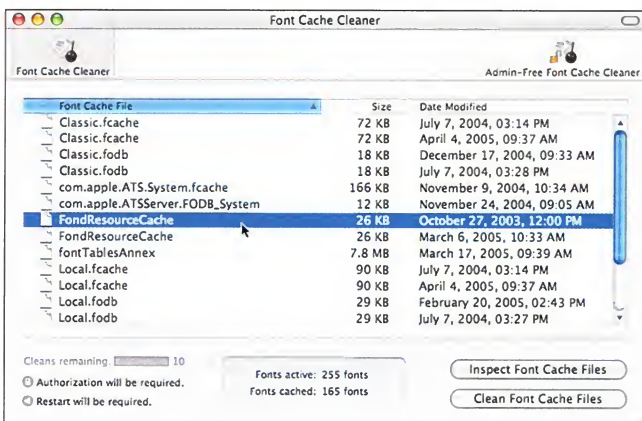 Font Cache Cleaner
Font Cache Cleaner
Admin-Free Font Cache Cleaner
Font Cache File Size Date Modified
Classic.fcache 72 KB July 7, 2004, 03:14 PM
Classic.fcache 72 KB April 4, 2005, 09:37 AM
Classic.fodb 18 KB December 17, 2004, 09:33 AM
Classic.fodb 18 KB July 7, 2004, 03:28 PM
com.apple.ATS.System.fcache 166 KB November 9, 2004, 10:34 AM
com.apple.ATSServer.FODB_System 12 KB November 24, 2004, 09:05 AM
FondResourceCache 26 KB October 27, 2003, 12:00 PM
FondResourceCache 26 KB March 6, 2005, 10:33 AM
fontTablesAnnex 7.8 MB March 17, 2005, 09:39 AM
Local.fcache 90 KB July 7, 2004, 03:14 PM
Local.fcache 90 KB April 4, 2005, 09:37 AM
Local.fodb 29 KB February 20, 2005, 02:43 PM
Local.fodb 29 KB July 7, 2004, 03:27 PM
Cleans remaining: 10
Authorization will be required.
Restart will be required.
Fonts active: 255 fonts
Fonts cached: 165 fonts
Inspect Font Cache Files
Clean Font Cache Files